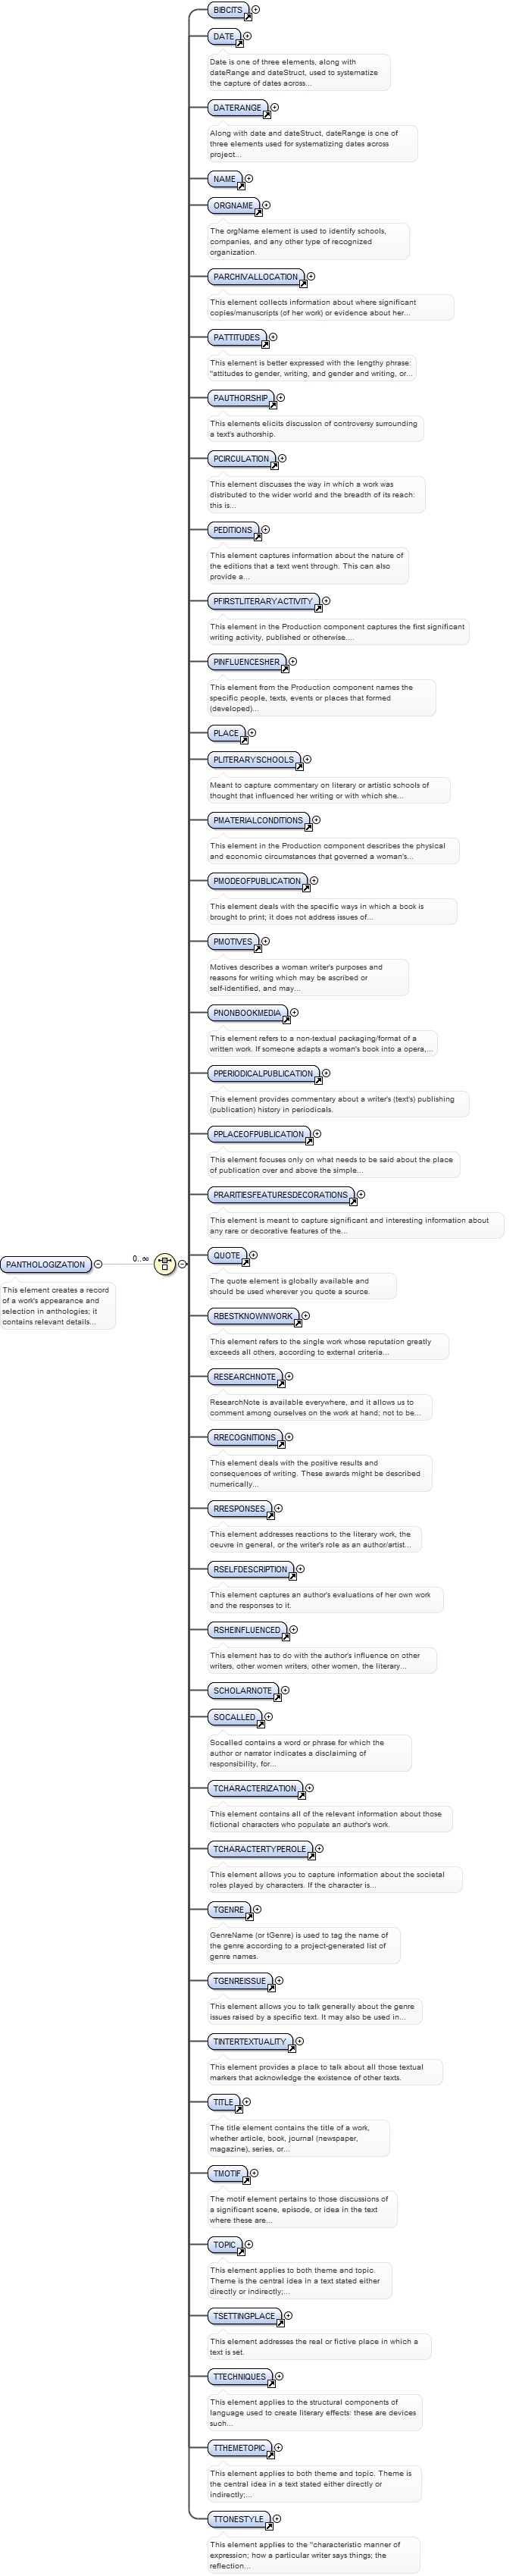 BIBCITS
DATE
Date is one of three elements, along with
dateRange and dateStruct, used to systematize
the capture of dates across...
DATERANGE
Along with date and dateStruct, dateRange is one of
three elements used for systematizing dates across
project...
NAME
ORGNAME
The orgName element is used to identify schools,
companies, and any other type of recognized
organization.
PARCHIVALLOCATION
This element collects information about where significant
copies/manuscripts (of her work) or evidence about her...
PATTITUDES
This element is better expressed with the lengthy phrase:
"attitudes to gender, writing, and gender and writing, or...
PAUTHORSHIP
This elements elicits discussion of controversy surrounding
a text's authorship.
PCIRCULATION
This element discusses the way in which a work was
distributed to the wider world and the breadth of its reach:
this is...
PEDITIONS
This element captures information about the nature of
the editions that a text went through. This can also
provide a...
PFIRSTLITERARYACTIVITY
This element in the Production component captures the first significant
writing activity, published or otherwise....
PINFLUENCESHER
This element from the Production component names the
specific people, texts, events or places that formed
(developed)...
PLACE
PLITERARYSCHOOLS
Meant to capture commentary on literary or artistic schools of
thought that influenced her writing or with which she...
PMATERIALCONDITIONS
This element in the Production component describes the physical
and economic circumstances that governed a woman's...
PMODEOFPUBLICATION
This element deals with the specific ways in which a book is
brought to print; it does not address issues of...
PMOTIVES
Motives describes a woman writer's purposes and
reasons for writing which may be ascribed or
self-identified, and may...
PNONBOOKMEDIA
This element refers to a non-textual packaging/format of a
written work. If someone adapts a woman's book into a opera,...
PPERIODICALPUBLICATION
This element provides commentary about a writer's (text's) publishing
(publication) history in periodicals.
PPLACEOFPUBLICATION
This element focuses only on what needs to be said about the place
of publication over and above the simple...
PRARITIESFEATURESDECORATIONS
This element is meant to capture significant and interesting information about
any rare or decorative features of the...
PANTHOLOGIZATION
0..∞
This element creates a record
of a work's appearance and
selection in anthologies; it
contains relevant details...
QUOTE
The quote element is globally available and
should be used wherever you quote a source.
RBESTKNOWNWORK
This element refers to the single work whose reputation greatly
exceeds all others, according to external criteria...
RESEARCHNOTE
ResearchNote is available everywhere, and it allows us to
comment among ourselves on the work at hand; not to be...
RRECOGNITIONS
This element deals with the positive results and
consequences of writing. These awards might be described
numerically...
RRESPONSES
This element addresses reactions to the literary work, the
oeuvre in general, or the writer's role as an author/artist...
RSELFDESCRIPTION
This element captures an author's evaluations of her own work
and the responses to it.
RSHEINFLUENCED
This element has to do with the author's influence on other
writers, other women writers, other women, the literary...
SCHOLARNOTE
SOCALLED
Socalled contains a word or phrase for which the
author or narrator indicates a disclaiming of
responsibility, for...
TCHARACTERIZATION
This element contains all of the relevant information about those
fictional characters who populate an author's work.
TCHARACTERTYPEROLE
This element allows you to capture information about the societal
roles played by characters. If the character is...
TGENRE
GenreName (or tGenre) is used to tag the name of
the genre according to a project-generated list of
genre names.
TGENREISSUE
This element allows you to talk generally about the genre
issues raised by a specific text. It may also be used in...
TINTERTEXTUALITY
This element provides a place to talk about all those textual
markers that acknowledge the existence of other texts.
TITLE
The title element contains the title of a work,
whether article, book, journal (newspaper,
magazine), series, or...
TMOTIF
The motif element pertains to those discussions of
a significant scene, episode, or idea in the text
where these are...
TOPIC
This element applies to both theme and topic.
Theme is the central idea in a text stated either
directly or indirectly;...
TSETTINGPLACE
This element addresses the real or fictive place in which a
text is set.
TTECHNIQUES
This element applies to the structural components of
language used to create literary effects: these are devices
such...
TTHEMETOPIC
This element applies to both theme and topic. Theme is
the central idea in a text stated either directly or
indirectly;...
TTONESTYLE
This element applies to the "characteristic manner of
expression; how a particular writer says things; the
reflection...